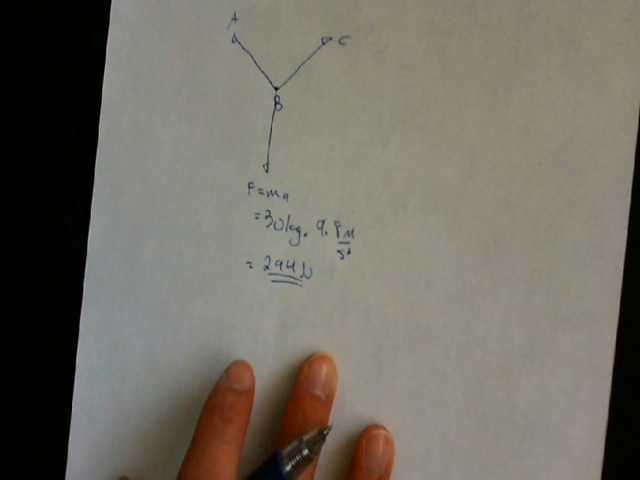 A
C
B
F=ma
=30kg. 9.8 m/s²
=294N